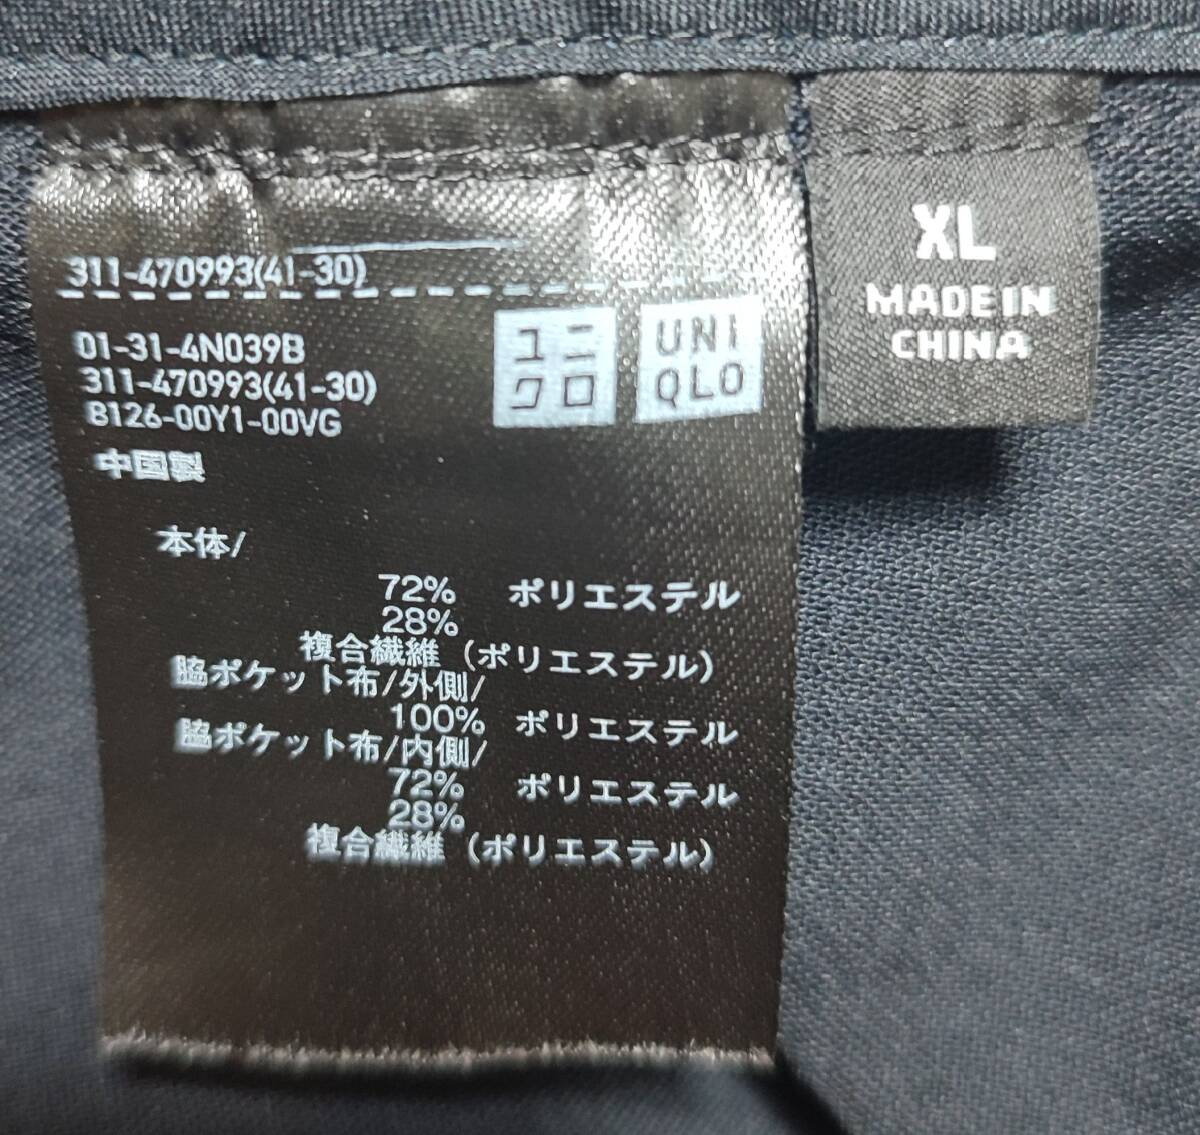 311-470993(41-30)
01-31-4N039B
311-470993(41-30)
8126-00Y1-00VG
ユニ
クロ
UNI
QLO
中国製
本体/
72% ポリエステル
28%
複合繊維 (ポリエステル)
脇ポケット布/外側/
100% ポリエステル
脇ポケット布/内側/
72% ポリエステル
28%
複合繊維 (ポリエステル)
XL
MADE IN
CHINA